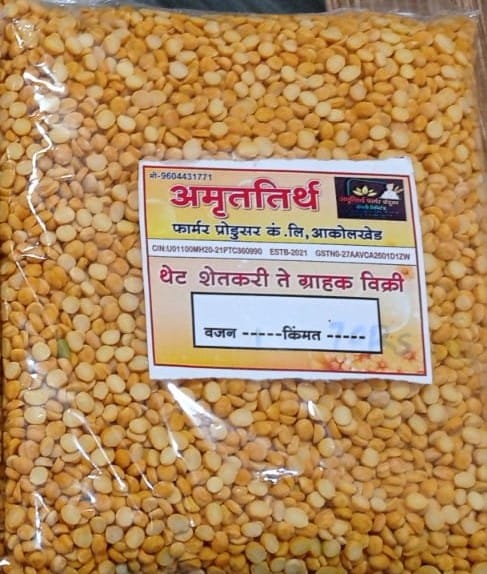 मो-9604431771
अमृततिर्थ
फार्मर प्रोडुसर कं.लि,आकोलखेड
CIN:U01100MH20-21PTC360990 ESTB-2021 GSTNO-27AAVCA2601D1ZW
थेट शेतकरी ते ग्राहक विक्री
वजन -----किंमत -----